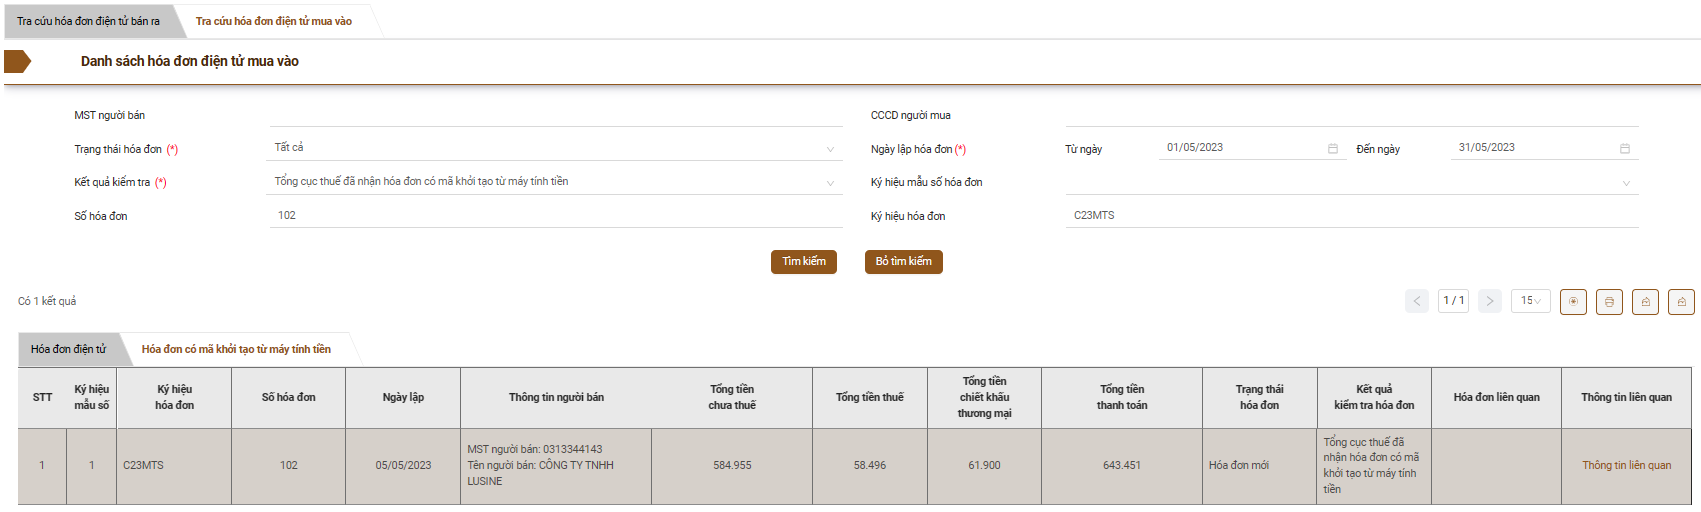 Tra cứu hóa đơn điện tử bán ra
Tra cứu hóa đơn điện tử mua vào
Danh sách hóa đơn điện tử mua vào
MST người bán
CCCD người mua
Trạng thái hóa đơn (*)
Tất cả
Ngày lập hóa đơn (*)
Từ ngày
01/05/2023
Đến ngày
31/05/2023
Kết quả kiểm tra (*)
Tổng cục thuế đã nhận hóa đơn có mã khởi tạo từ máy tính tiền
Ký hiệu mẫu số hóa đơn
Số hóa đơn
102
Ký hiệu hóa đơn
C23MTS
Tìm kiếm
Bỏ tìm kiếm
Có 1 kết quả
1 / 1
15
Hóa đơn điện tử
Hóa đơn có mã khởi tạo từ máy tính tiền
STT
Ký hiệu
mẫu số
Ký hiệu
hóa đơn
Số hóa đơn
Ngày lập
Thông tin người bán
Tổng tiền
chưa thuế
Tổng tiền thuế
Tổng tiền
chiết khấu
thương mại
Tổng tiền
thanh toán
Trạng thái
hóa đơn
Kết quả
kiểm tra hóa đơn
Hóa đơn liên quan
Thông tin liên quan
1
1
C23MTS
102
05/05/2023
MST người bán: 0313344143
Tên người bán: CÔNG TY TNHH
LUSINE
584.955
58.496
61.900
643.451
Hóa đơn mới
Tổng cục thuế đã
nhận hóa đơn có mã
khởi tạo từ máy tính
tiền
Thông tin liên quan